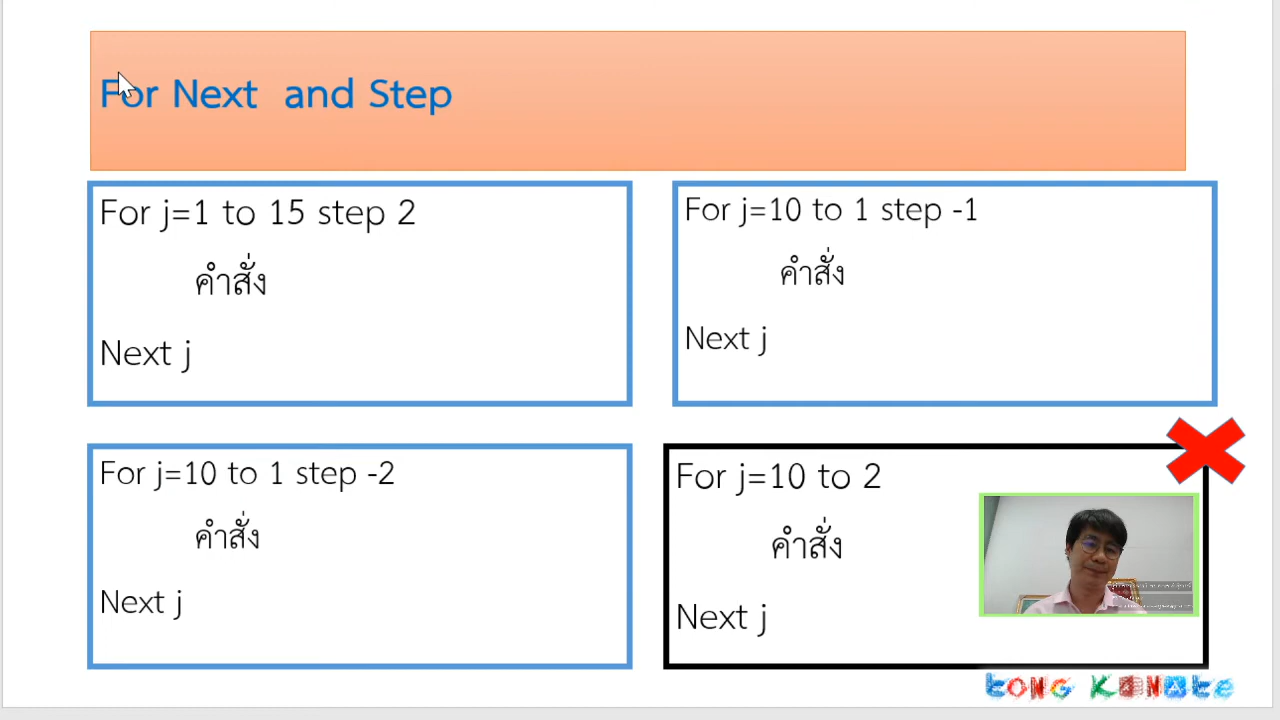 For Next and Step
For j=1 to 15 step 2
คำสั่ง
Next j
For j=10 to 1 step -1
คำสั่ง
Next j
For j=10 to 1 step -2
คำสั่ง
Next j
For j=10 to 2
คำสั่ง
Next j
TONG KANATE